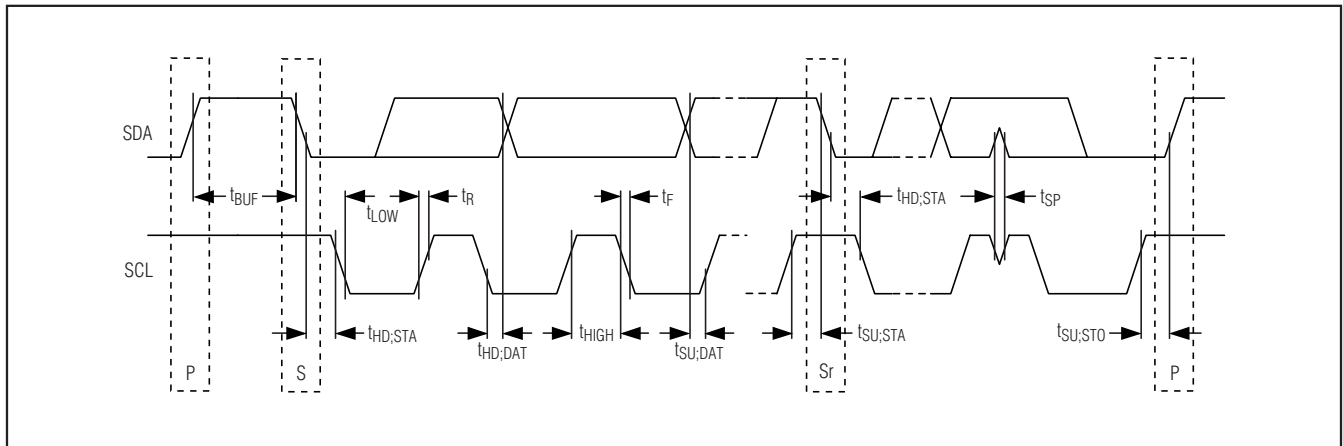 SDA
tBUF
tLOW
tR
tF
tHD;STA
tSP
SCL
tHD;STA
tHD;DAT
tHIGH
tSU;DAT
tSU;STA
tSU;STO
P
S
Sr
P